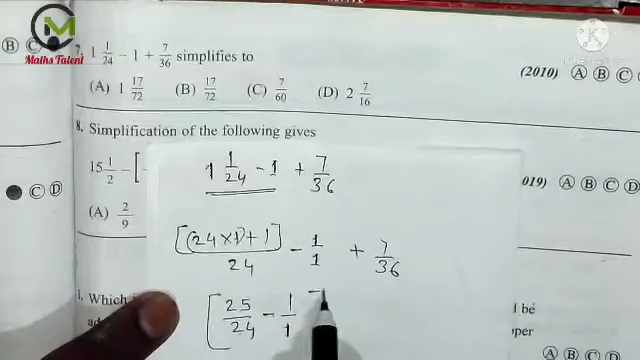 M
Maths Talent
KINEMASTER
B C
7. 1 1/24 − 1 + 7/36 simplifies to
(2010) A B C
(A) 1 17/72 (B) 17/72 (C) 7/60 (D) 2 7/16
8. Simplification of the following gives
15 1/2 − [
019) A B C D
C D
(A) 2/9
1 1/24 − 1 + 7/36
[(24×1)+1]/24 − 1/1 + 7/36
[25/24 − 1/1
Which